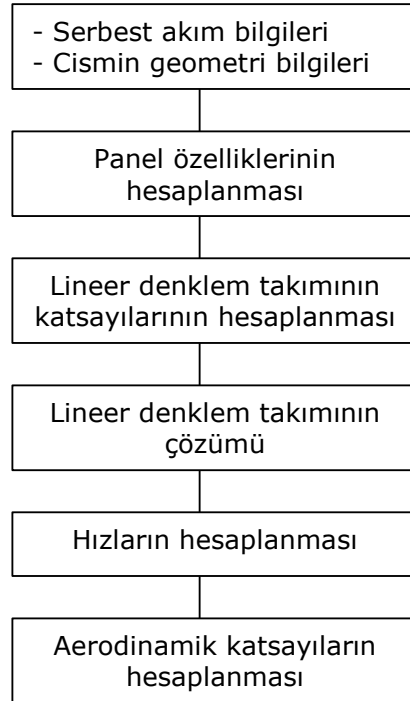 - Serbest akım bilgileri
- Cismin geometri bilgileri
Panel özelliklerinin
hesaplanması
Lineer denklem takımının
katsayılarının hesaplanması
Lineer denklem takımının
çözümü
Hızların hesaplanması
Aerodinamik katsayıların
hesaplanması